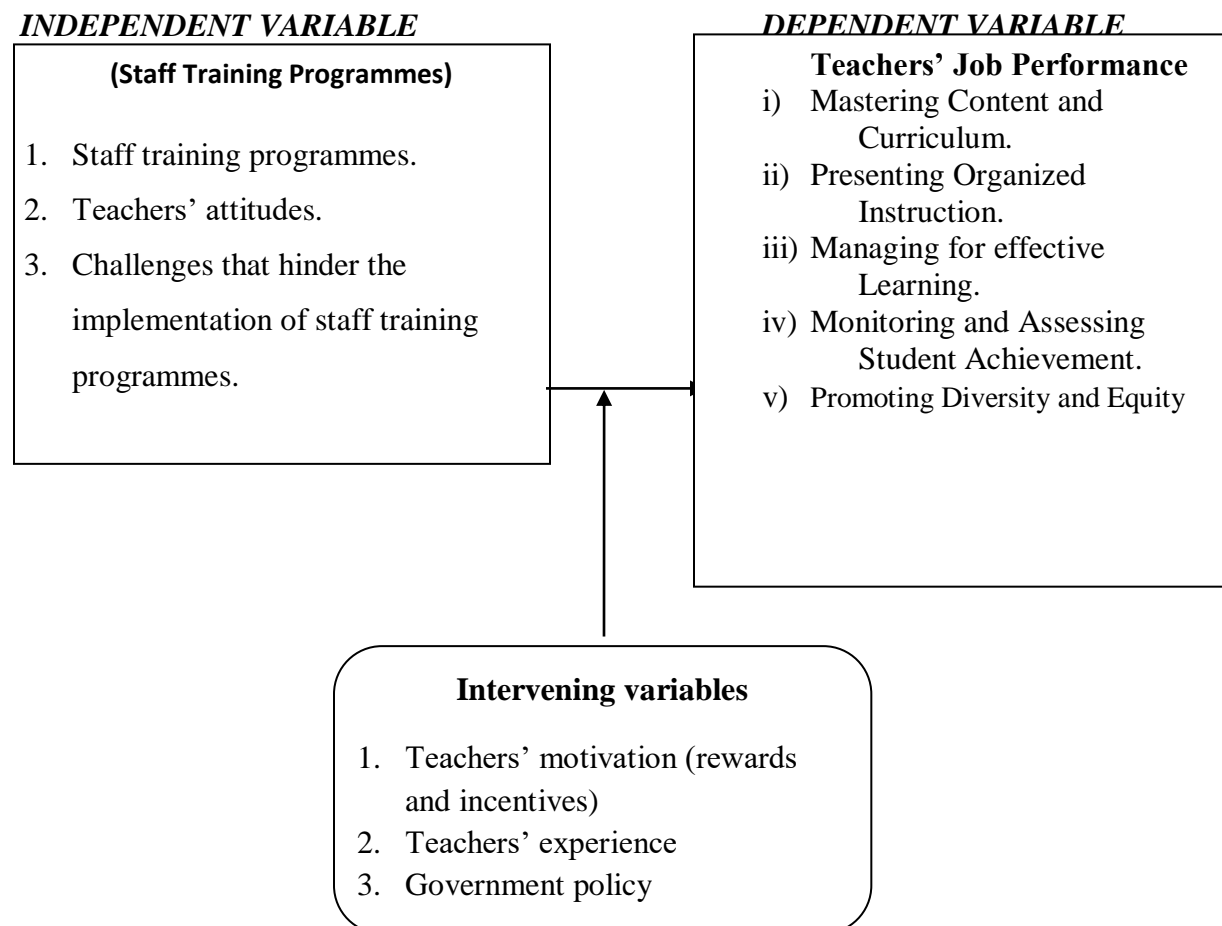 INDEPENDENT VARIABLE
(Staff Training Programmes)
1. Staff training programmes.
2. Teachers’ attitudes.
3. Challenges that hinder the
implementation of staff training
programmes.
DEPENDENT VARIABLE
Teachers’ Job Performance
i) Mastering Content and
Curriculum.
ii) Presenting Organized
Instruction.
iii) Managing for effective
Learning.
iv) Monitoring and Assessing
Student Achievement.
v) Promoting Diversity and Equity
Intervening variables
1. Teachers’ motivation (rewards
and incentives)
2. Teachers’ experience
3. Government policy